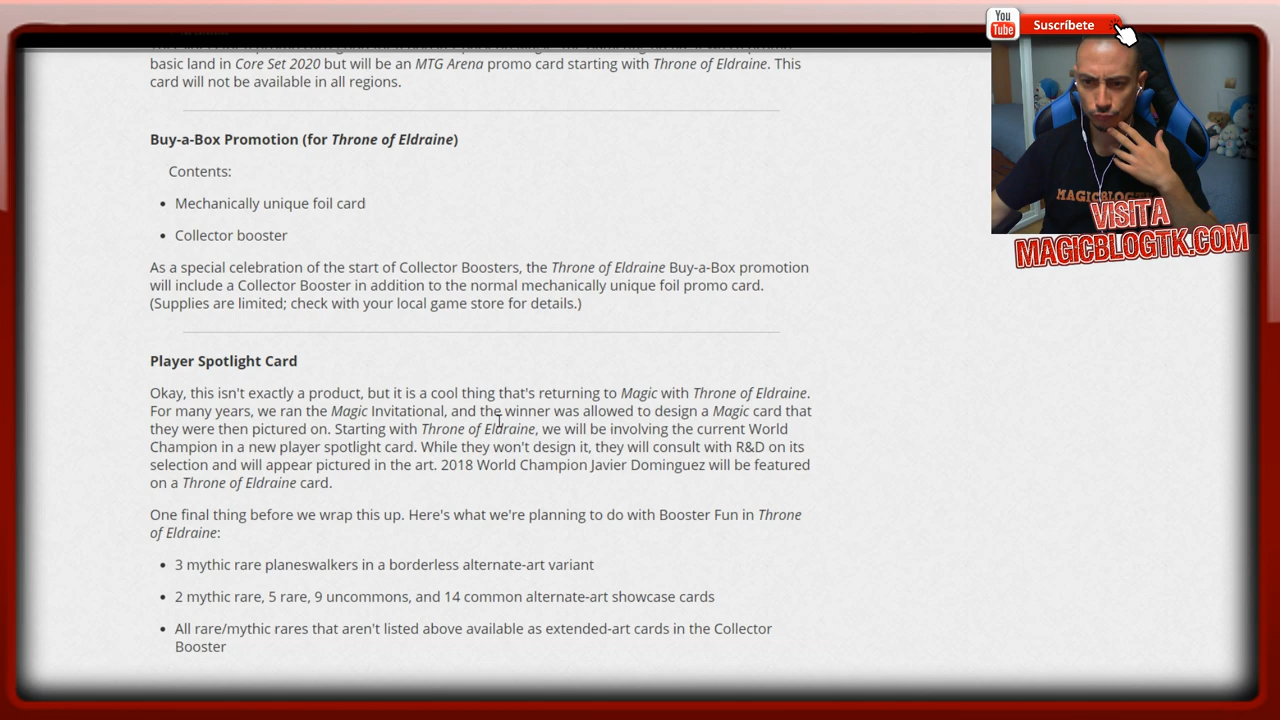 You Tube Suscríbete
basic land in Core Set 2020 but will be an MTG Arena promo card starting with Throne of Eldraine. This
card will not be available in all regions.
Buy-a-Box Promotion (for Throne of Eldraine)
Contents:
• Mechanically unique foil card
• Collector booster
As a special celebration of the start of Collector Boosters, the Throne of Eldraine Buy-a-Box promotion
will include a Collector Booster in addition to the normal mechanically unique foil promo card.
(Supplies are limited; check with your local game store for details.)
Player Spotlight Card
Okay, this isn't exactly a product, but it is a cool thing that's returning to Magic with Throne of Eldraine.
For many years, we ran the Magic Invitational, and the winner was allowed to design a Magic card that
they were then pictured on. Starting with Throne of Eldraine, we will be involving the current World
Champion in a new player spotlight card. While they won't design it, they will consult with R&D on its
selection and will appear pictured in the art. 2018 World Champion Javier Dominguez will be featured
on a Throne of Eldraine card.
One final thing before we wrap this up. Here's what we're planning to do with Booster Fun in Throne
of Eldraine:
• 3 mythic rare planeswalkers in a borderless alternate-art variant
• 2 mythic rare, 5 rare, 9 uncommons, and 14 common alternate-art showcase cards
• All rare/mythic rares that aren't listed above available as extended-art cards in the Collector
Booster
MAGICBLOGTK
VISITA
MAGICBLOGTK.COM